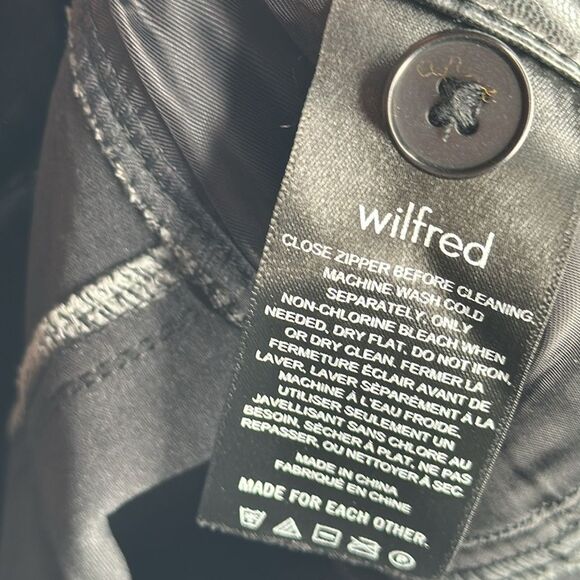 wilfred
CLOSE ZIPPER BEFORE CLEANING.
MACHINE WASH COLD
SEPARATELY, ONLY
NON-CHLORINE BLEACH WHEN
NEEDED, DRY FLAT, DO NOT IRON,
OR DRY CLEAN. FERMER LA
FERMETURE ÉCLAIR AVANT DE
LAVER, LAVER SÉPARÉMENT À LA
MACHINE À L'EAU FROIDE.
UTILISER SEULEMENT UN
JAVELLISANT SANS CHLORE AU
BESOIN, SÉCHER À PLAT, NE PAS
REPASSER, OU NETTOYER À SEC.
MADE IN CHINA
FABRIQUÉ EN CHINE
MADE FOR EACH OTHER.